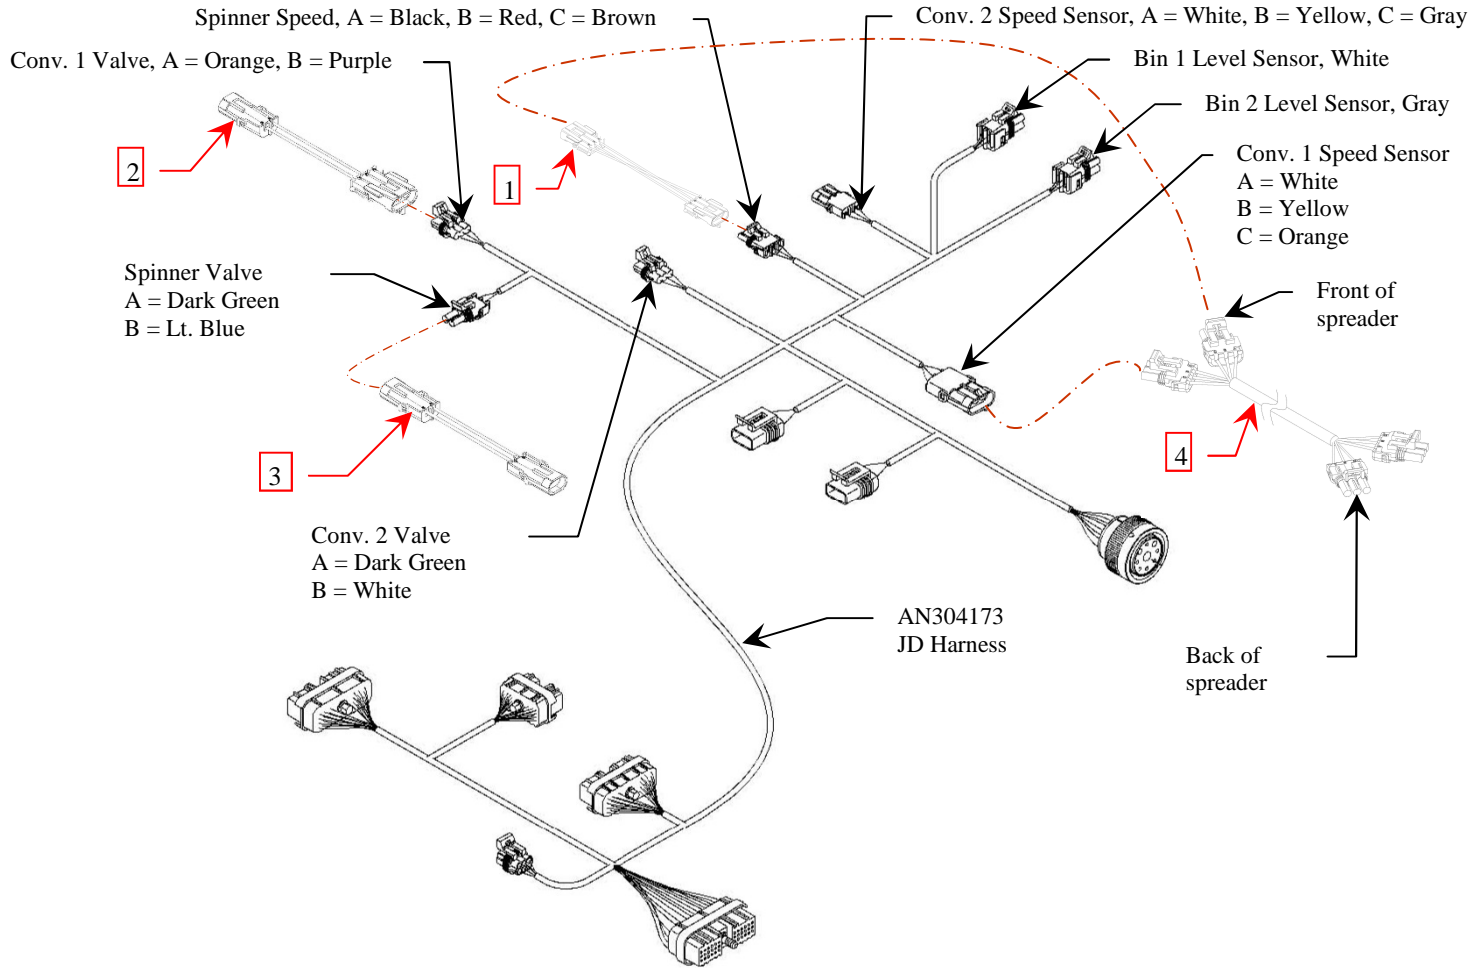 Spinner Speed, A = Black, B = Red, C = Brown
Conv. 2 Speed Sensor, A = White, B = Yellow, C = Gray
Conv. 1 Valve, A = Orange, B = Purple
Bin 1 Level Sensor, White
Bin 2 Level Sensor, Gray
Conv. 1 Speed Sensor
A = White
B = Yellow
C = Orange
2
1
Spinner Valve
A = Dark Green
B = Lt. Blue
Front of
spreader
3
4
Conv. 2 Valve
A = Dark Green
B = White
AN304173
JD Harness
Back of
spreader